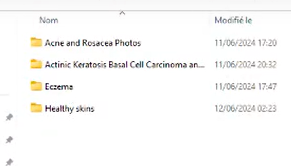 Nom Modifié le
Acne and Rosacea Photos 11/06/2024 17:20
Actinic Keratosis Basal Cell Carcinoma an... 11/06/2024 20:32
Eczema 11/06/2024 17:47
Healthy skins 12/06/2024 02:23